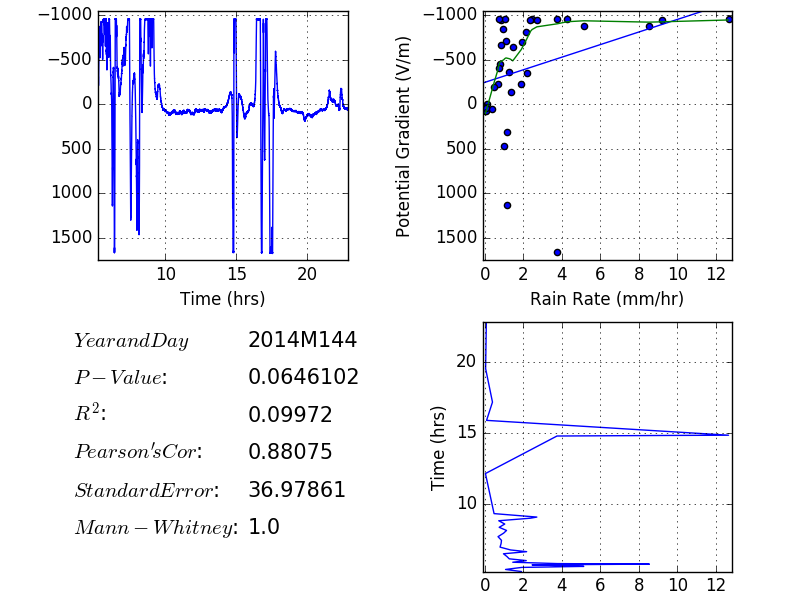 −1000
−500
0
500
1000
1500
10 15 20
Time (hrs)
−1000
−500
0
500
1000
1500
Potential Gradient (V/m)
0 2 4 6 8 10 12
Rain Rate (mm/hr)
YearandDay 2014M144
P−Value: 0.0646102
R²: 0.09972
Pearson'sCor: 0.88075
StandardError: 36.97861
Mann−Whitney: 1.0
20
15
10
Time (hrs)
0 2 4 6 8 10 12